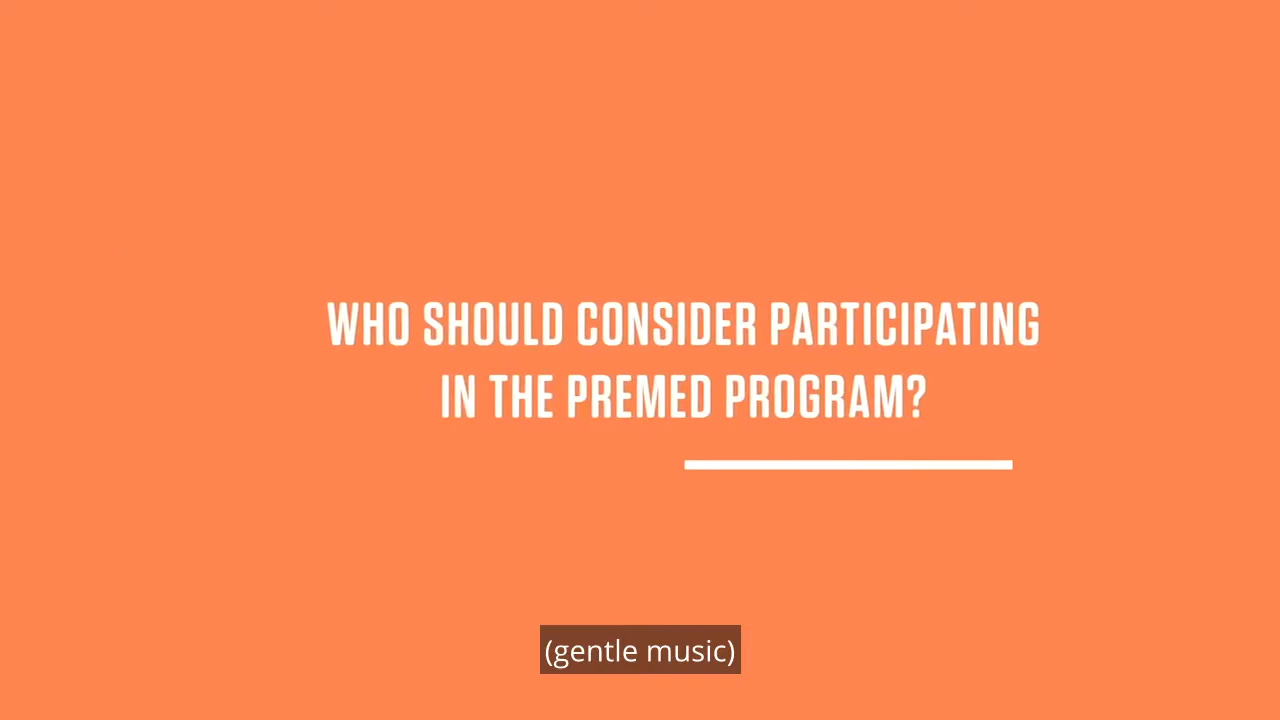 WHO SHOULD CONSIDER PARTICIPATING
IN THE PREMED PROGRAM?
(gentle music)